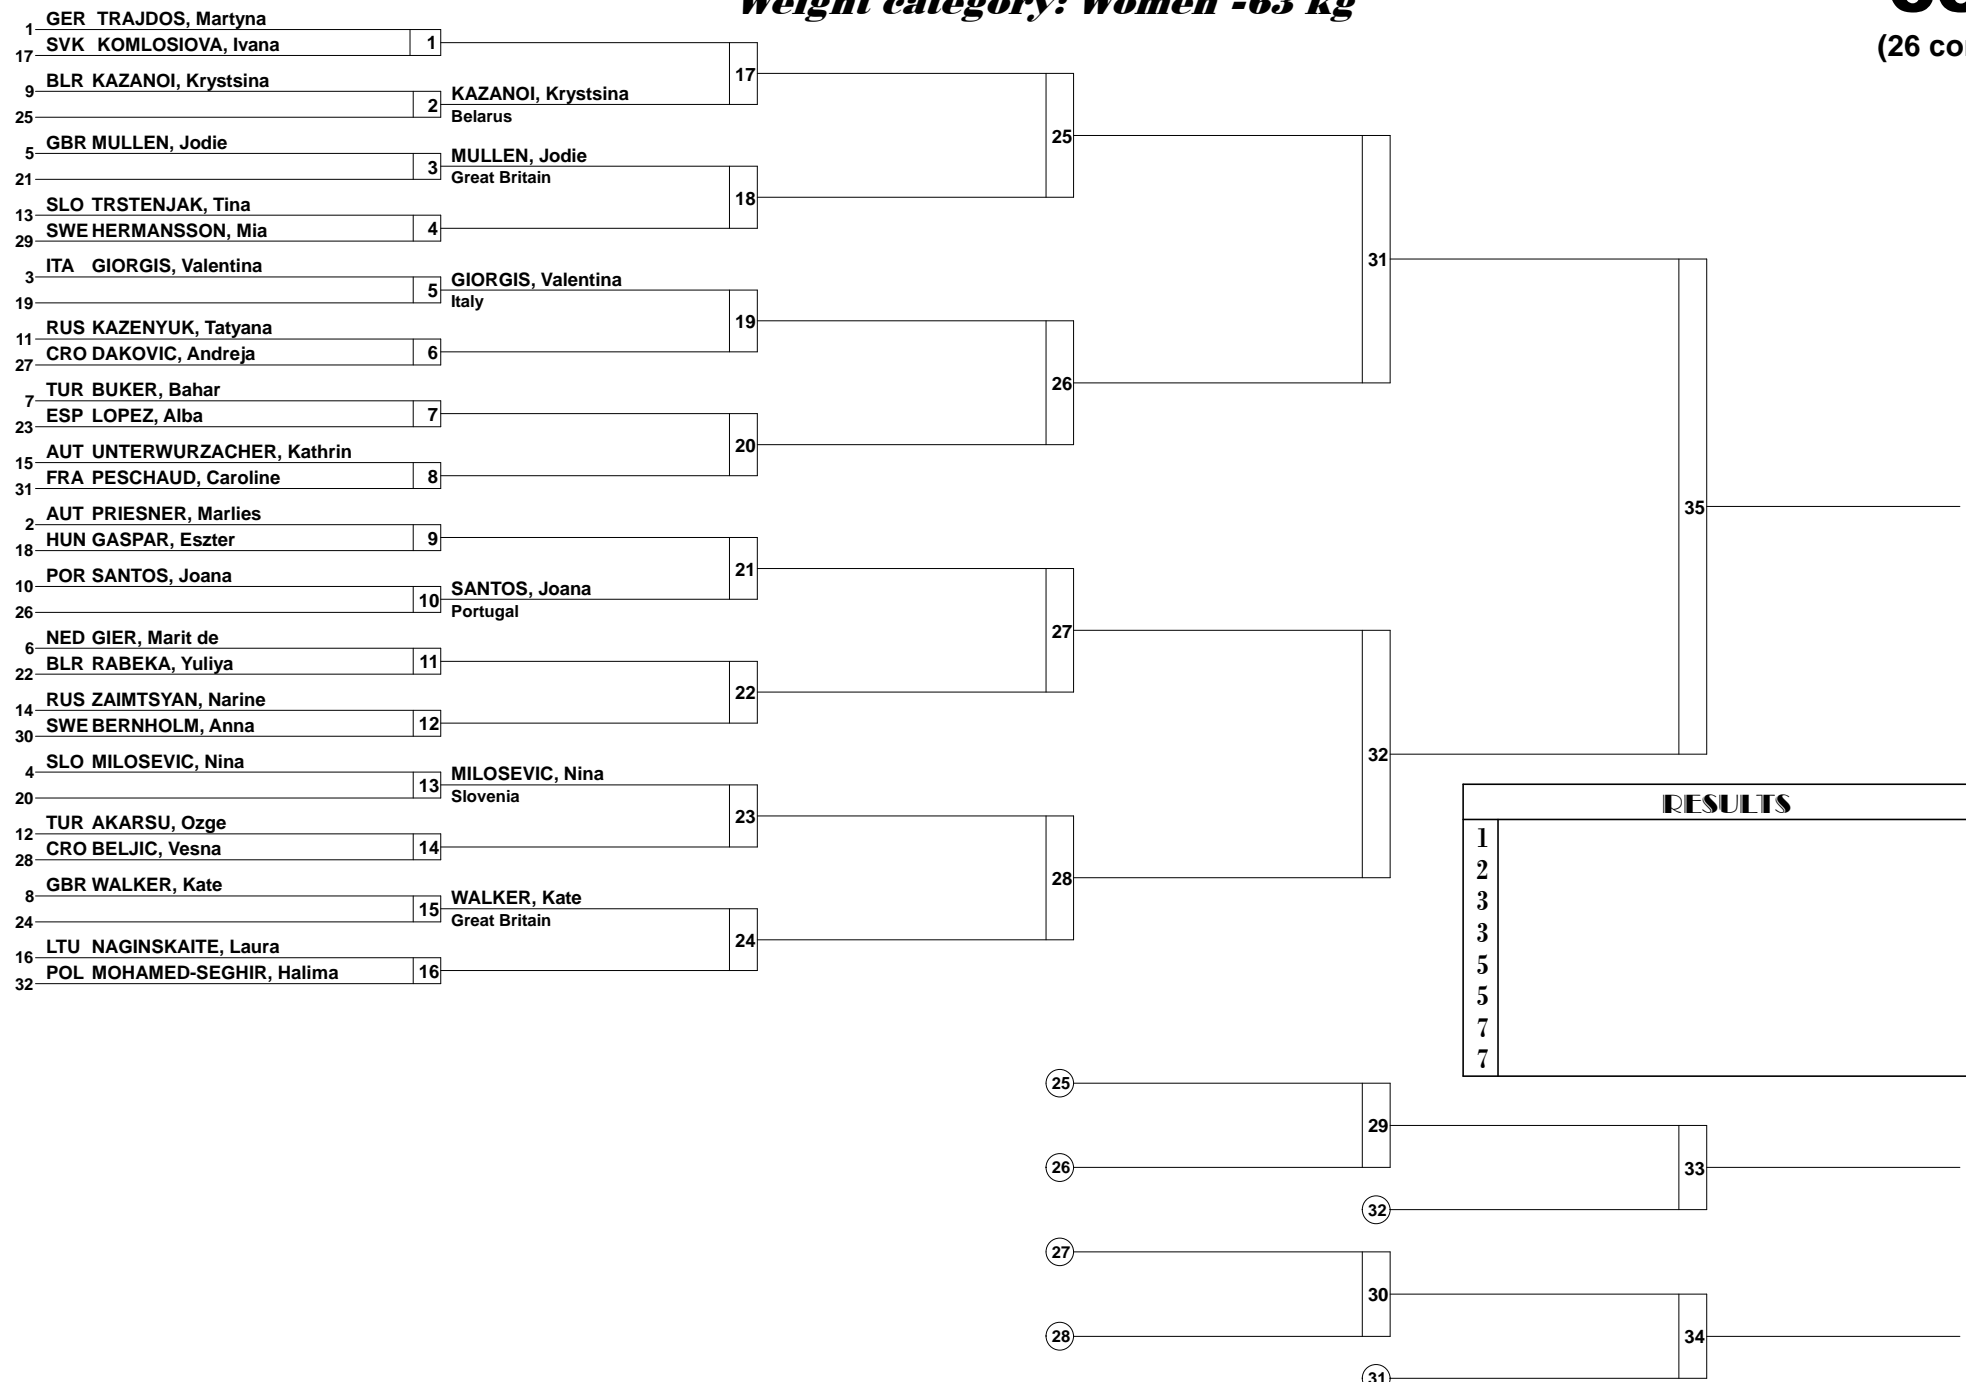 Weight category: Women -63 kg
(26
1 GER TRAJDOS, Martyna
17 SVK KOMLOSIOVA, Ivana
1
9 BLR KAZANOI, Krystsina
25
2
KAZANOI, Krystsina
Belarus
17
5 GBR MULLEN, Jodie
21
3
MULLEN, Jodie
Great Britain
13 SLO TRSTENJAK, Tina
29 SWE HERMANSSON, Mia
4
18
25
3 ITA GIORGIS, Valentina
19
5
GIORGIS, Valentina
Italy
11 RUS KAZENYUK, Tatyana
27 CRO DAKOVIC, Andreja
6
19
7 TUR BUKER, Bahar
23 ESP LOPEZ, Alba
7
15 AUT UNTERWURZACHER, Kathrin
31 FRA PESCHAUD, Caroline
8
20
26
31
2 AUT PRIESNER, Marlies
18 HUN GASPAR, Eszter
9
10 POR SANTOS, Joana
26
10
SANTOS, Joana
Portugal
21
6 NED GIER, Marit de
22 BLR RABEKA, Yuliya
11
14 RUS ZAIMTSYAN, Narine
30 SWE BERNHOLM, Anna
12
22
27
4 SLO MILOSEVIC, Nina
20
13
MILOSEVIC, Nina
Slovenia
12 TUR AKARSU, Ozge
28 CRO BELJIC, Vesna
14
23
8 GBR WALKER, Kate
24
15
WALKER, Kate
Great Britain
16 LTU NAGINSKAITE, Laura
32 POL MOHAMED-SEGHIR, Halima
16
24
28
32
35
RESULTS
1
2
3
3
5
5
7
7
25
26
29
32
33
27
28
30
31
34